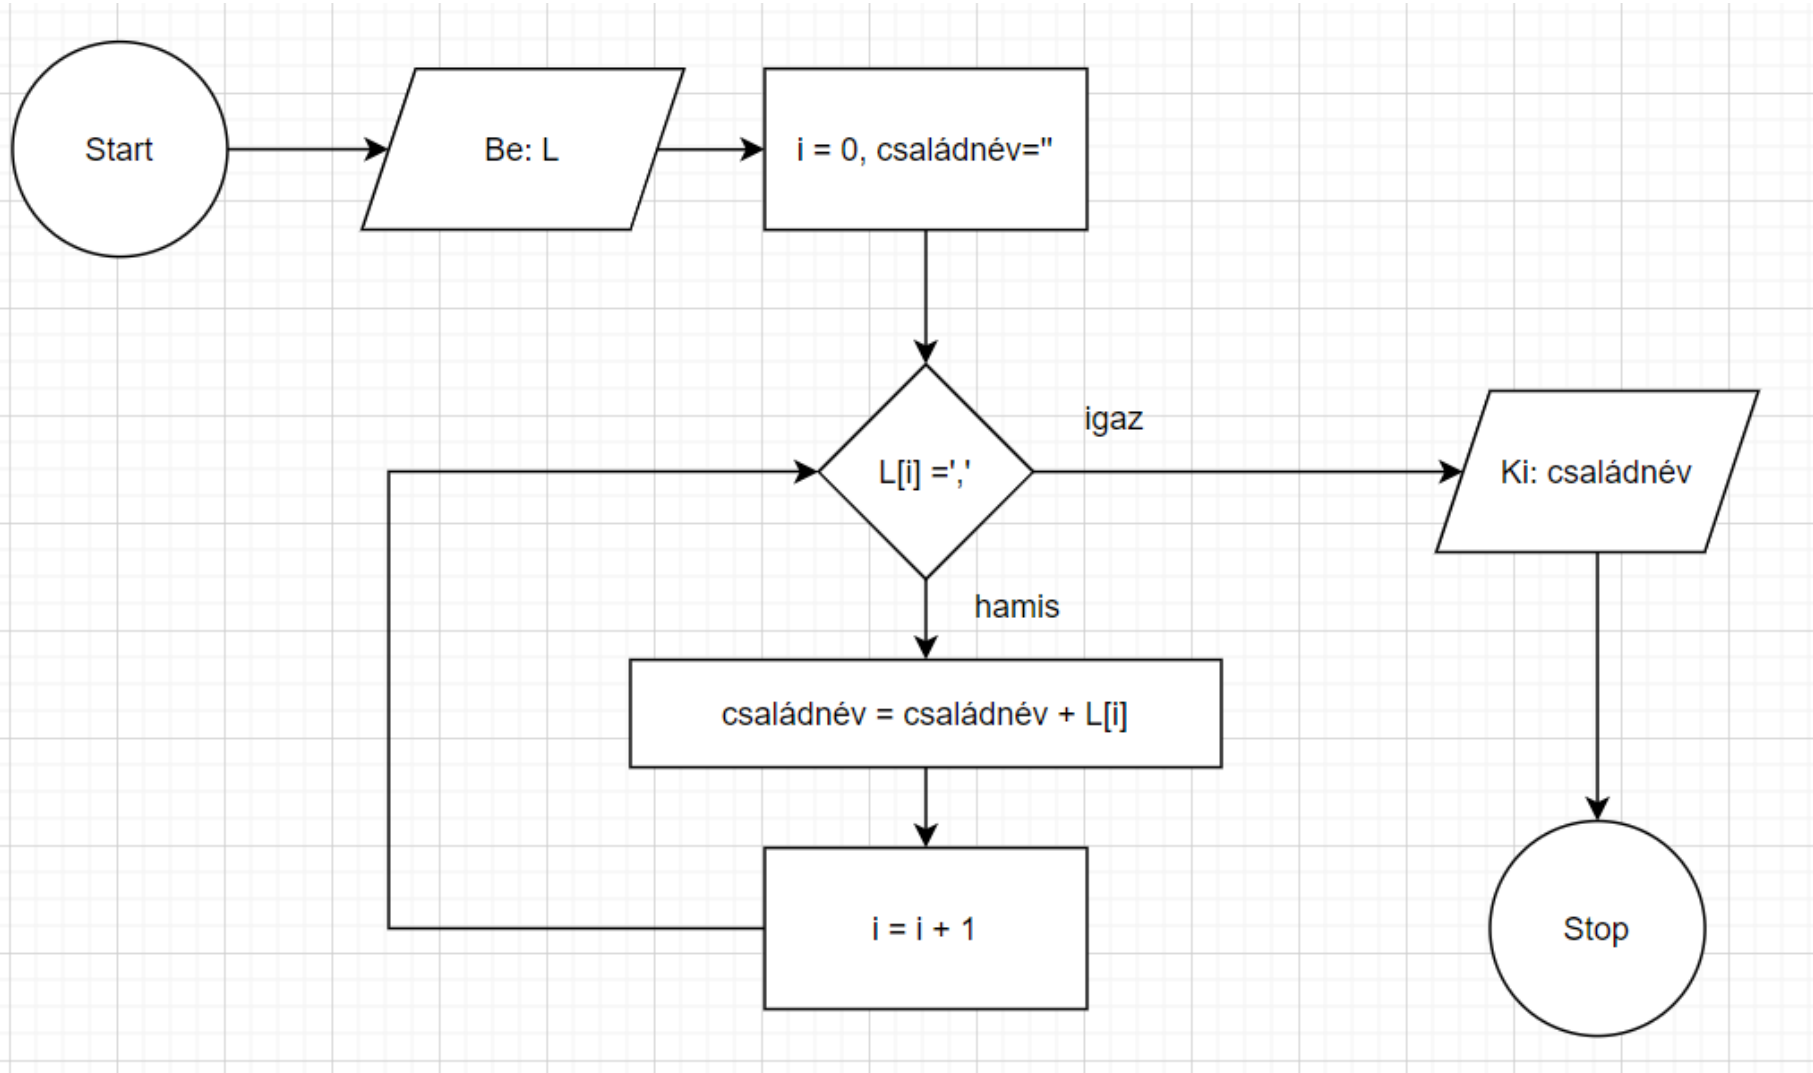 Start
Be: L
i = 0, családnév=''
L[i] =','
igaz
Ki: családnév
hamis
családnév = családnév + L[i]
i = i + 1
Stop